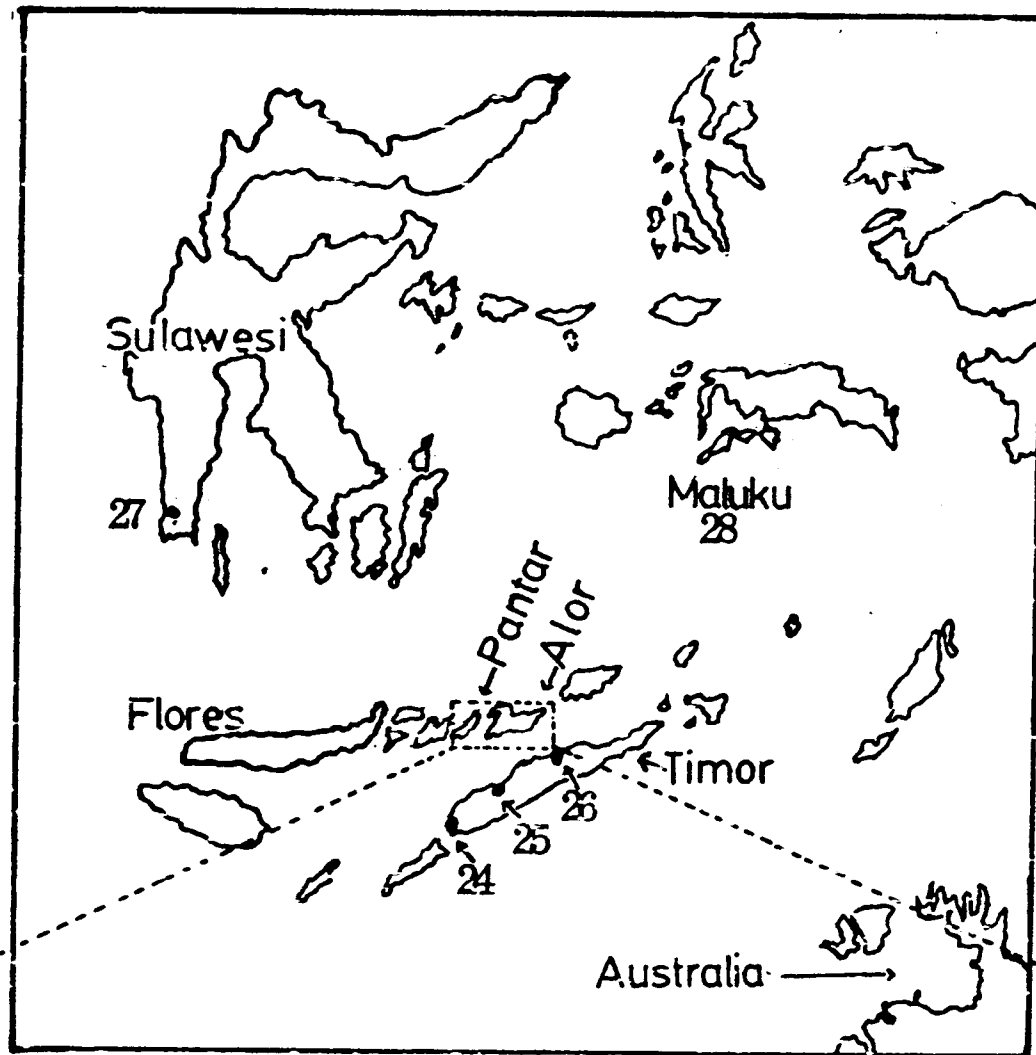 Sulawesi
27
Maluku
28
Pantar
Alor
Flores
Timor
26
25
24
Australia